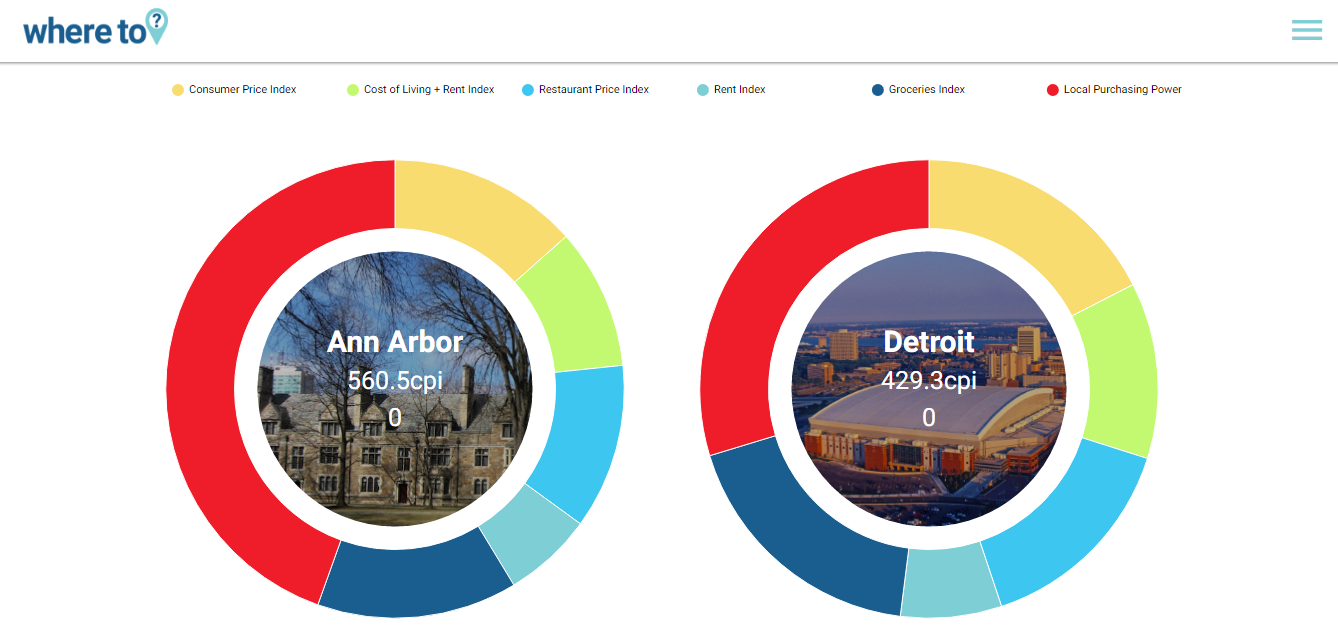 where to?
Consumer Price Index
Cost of Living + Rent Index
Restaurant Price Index
Rent Index
Groceries Index
Local Purchasing Power
Ann Arbor
560.5cpi
0
Detroit
429.3cpi
0